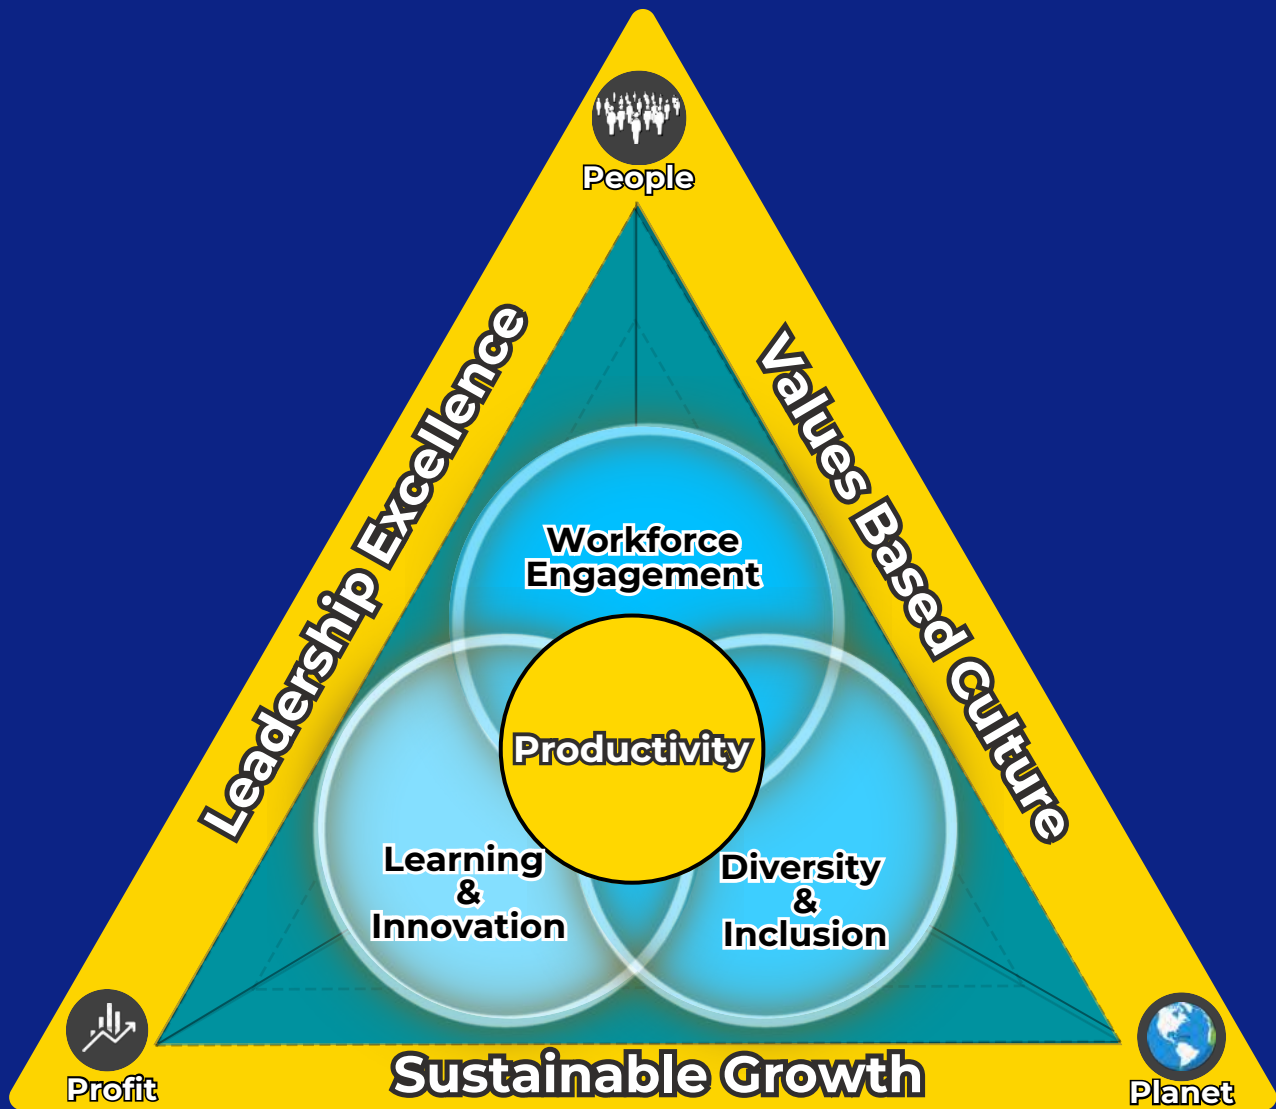 People
Leadership Excellence
Values Based Culture
Workforce
Engagement
Productivity
Learning
&
Innovation
Diversity
&
Inclusion
Profit
Sustainable Growth
Planet